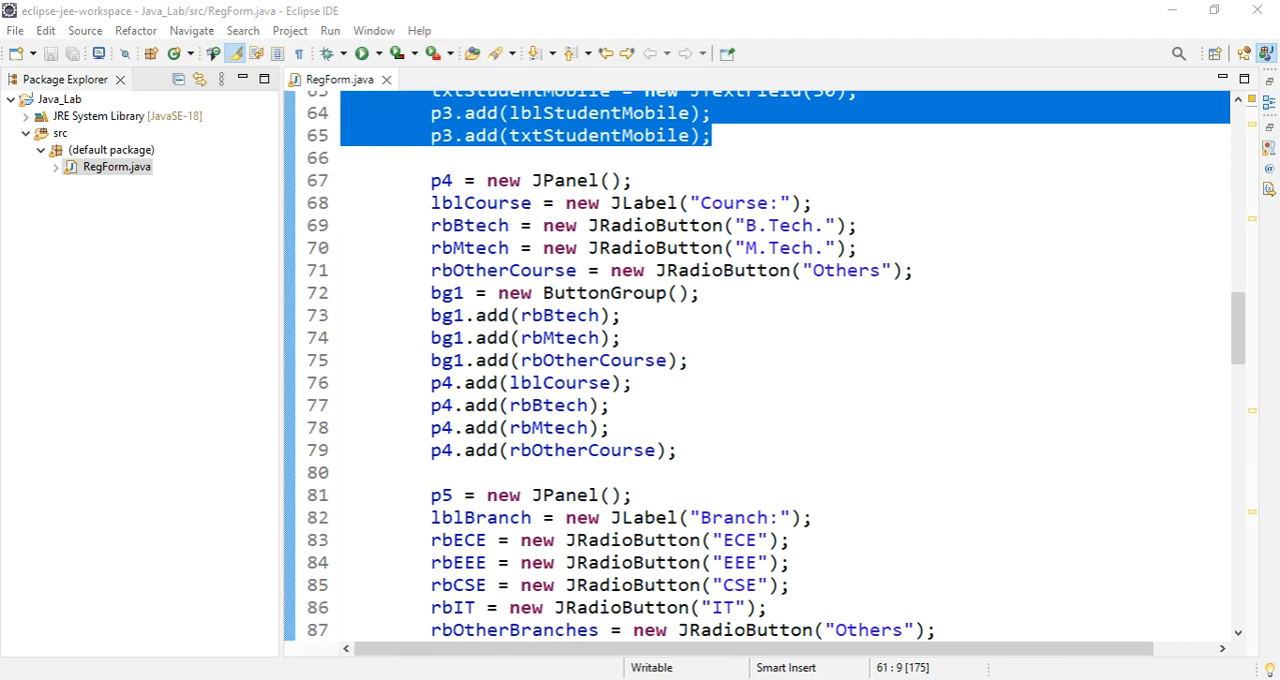 eclipse-jee-workspace - Java_Lab/src/RegForm.java - Eclipse IDE
File Edit Source Refactor Navigate Search Project Run Window Help
Package Explorer
RegForm.java
Java_Lab
JRE System Library [JavaSE-18]
src
(default package)
RegForm.java
63 txtStudentMobile = new JTextField(30);
64 p3.add(lblStudentMobile);
65 p3.add(txtStudentMobile);
66
67 p4 = new JPanel();
68 lblCourse = new JLabel("Course:");
69 rbBtech = new JRadioButton("B.Tech.");
70 rbMtech = new JRadioButton("M.Tech.");
71 rbOtherCourse = new JRadioButton("Others");
72 bg1 = new ButtonGroup();
73 bg1.add(rbBtech);
74 bg1.add(rbMtech);
75 bg1.add(rbOtherCourse);
76 p4.add(lblCourse);
77 p4.add(rbBtech);
78 p4.add(rbMtech);
79 p4.add(rbOtherCourse);
80
81 p5 = new JPanel();
82 lblBranch = new JLabel("Branch:");
83 rbECE = new JRadioButton("ECE");
84 rbEEE = new JRadioButton("EEE");
85 rbCSE = new JRadioButton("CSE");
86 rbIT = new JRadioButton("IT");
87 rbOtherBranches = new JRadioButton("Others");
Writable Smart Insert 61 : 9 [175]